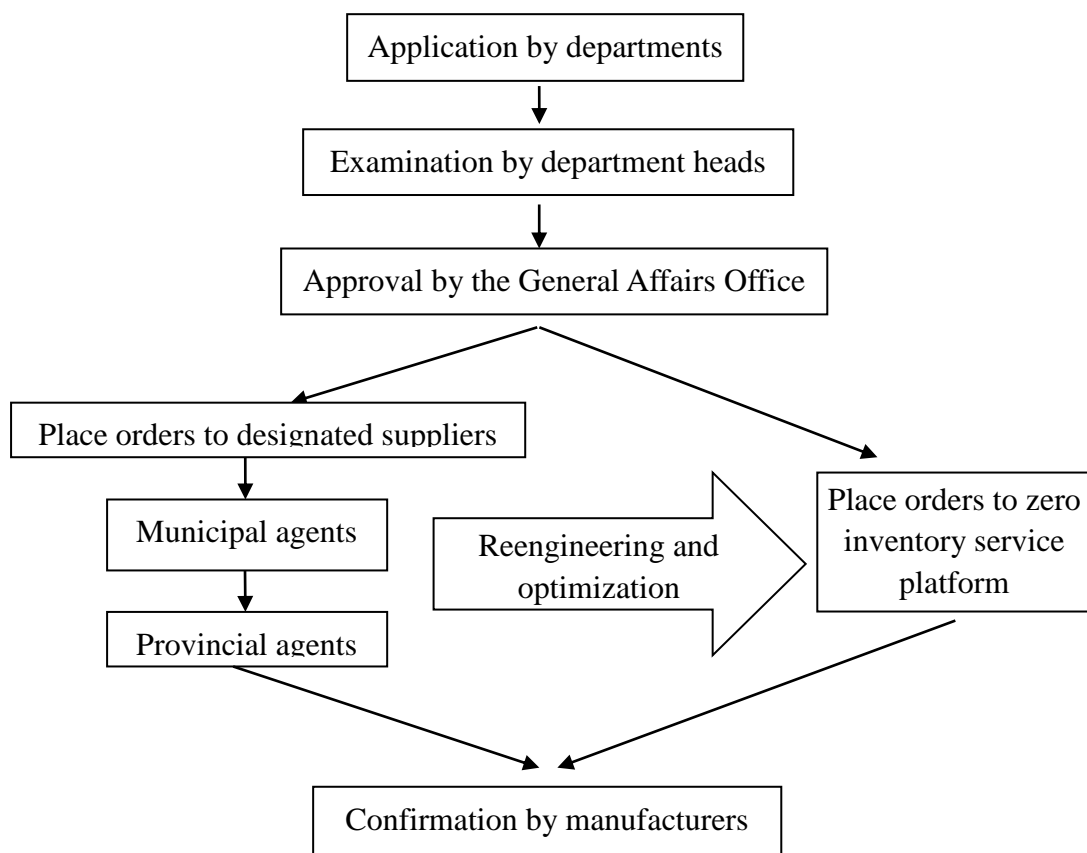 Application by departments
Examination by department heads
Approval by the General Affairs Office
Place orders to designated suppliers
Municipal agents
Provincial agents
Reengineering and
optimization
Place orders to zero
inventory service
platform
Confirmation by manufacturers